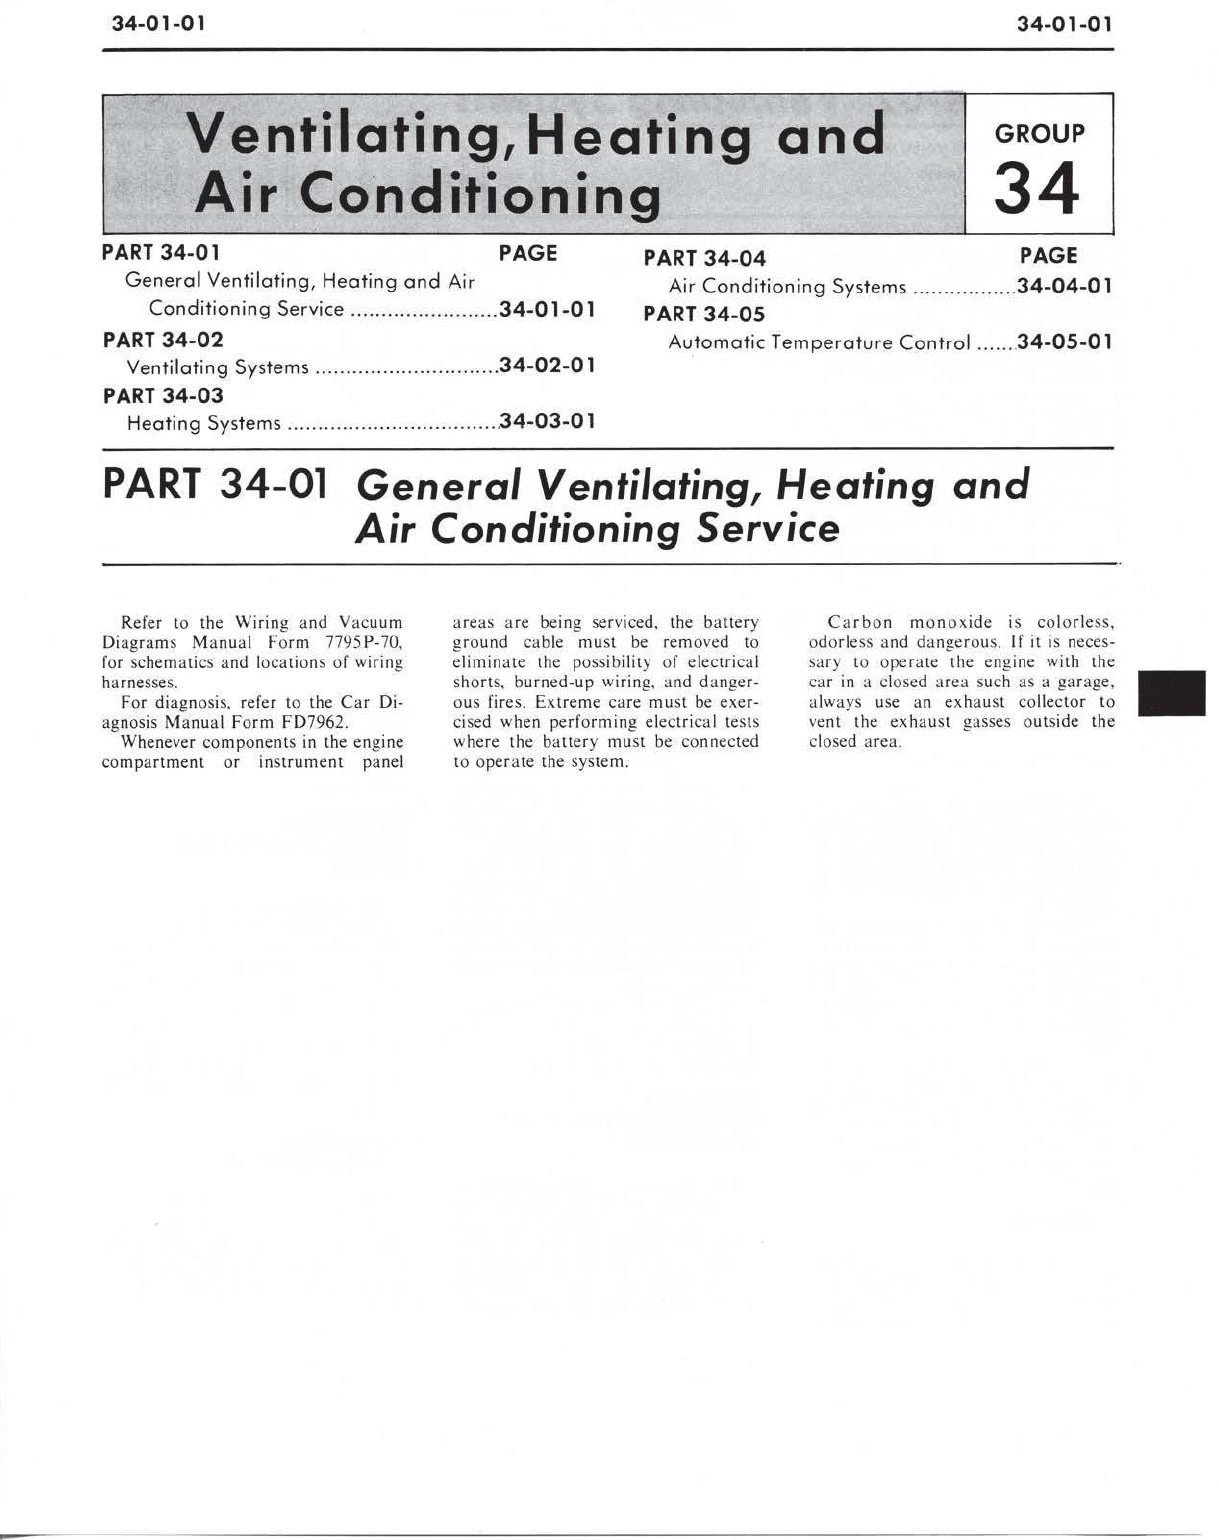 34-01-01 34-01-01
Ventilating, Heating and
Air Conditioning
GROUP
34
PART 34-01 PAGE
General Ventilating, Heating and Air
Conditioning Service ........................34-01-01
PART 34-02
Ventilating Systems ..............................34-02-01
PART 34-03
Heating Systems ...................................34-03-01
PART 34-04 PAGE
Air Conditioning Systems .................34-04-01
PART 34-05
Automatic Temperature Control .......34-05-01
PART 34-01 General Ventilating, Heating and
Air Conditioning Service
Refer to the Wiring and Vacuum
Diagrams Manual Form 7795P-70,
for schematics and locations of wiring
harnesses.
For diagnosis, refer to the Car Di-
agnosis Manual Form FD7962.
Whenever components in the engine
compartment or instrument panel
areas are being serviced, the battery
ground cable must be removed to
eliminate the possibility of electrical
shorts, burned-up wiring, and danger-
ous fires. Extreme care must be exer-
cised when performing electrical tests
where the battery must be connected
to operate the system.
Carbon monoxide is colorless,
odorless and dangerous. If it is neces-
sary to operate the engine with the
car in a closed area such as a garage,
always use an exhaust collector to
vent the exhaust gasses outside the
closed area.